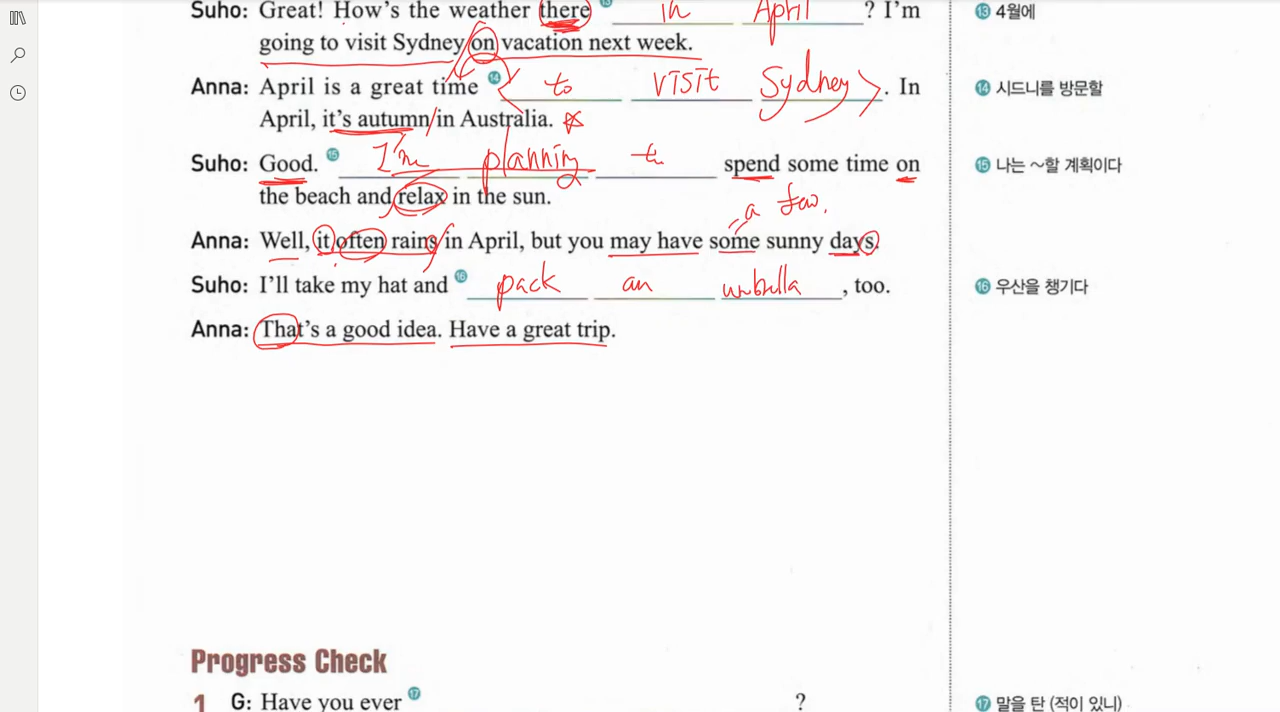 Suho: Great! How's the weather there ⑬ in April ? I'm ⑬ 4월에
going to visit Sydney on vacation next week.
Anna: April is a great time ⑭ to visit Sydney . In ⑭ 시드니를 방문할
April, it's autumn in Australia.
Suho: Good. ⑮ I'm planning to spend some time on ⑮ 나는 ~할 계획이다
the beach and relax in the sun.
a few.
Anna: Well, it often rains in April, but you may have some sunny days.
Suho: I'll take my hat and ⑯ pack an umbrella , too. ⑯ 우산을 챙기다
Anna: That's a good idea. Have a great trip.
Progress Check
1 G: Have you ever ⑰ ? ⑰ 말을 탄 (적이 있니)